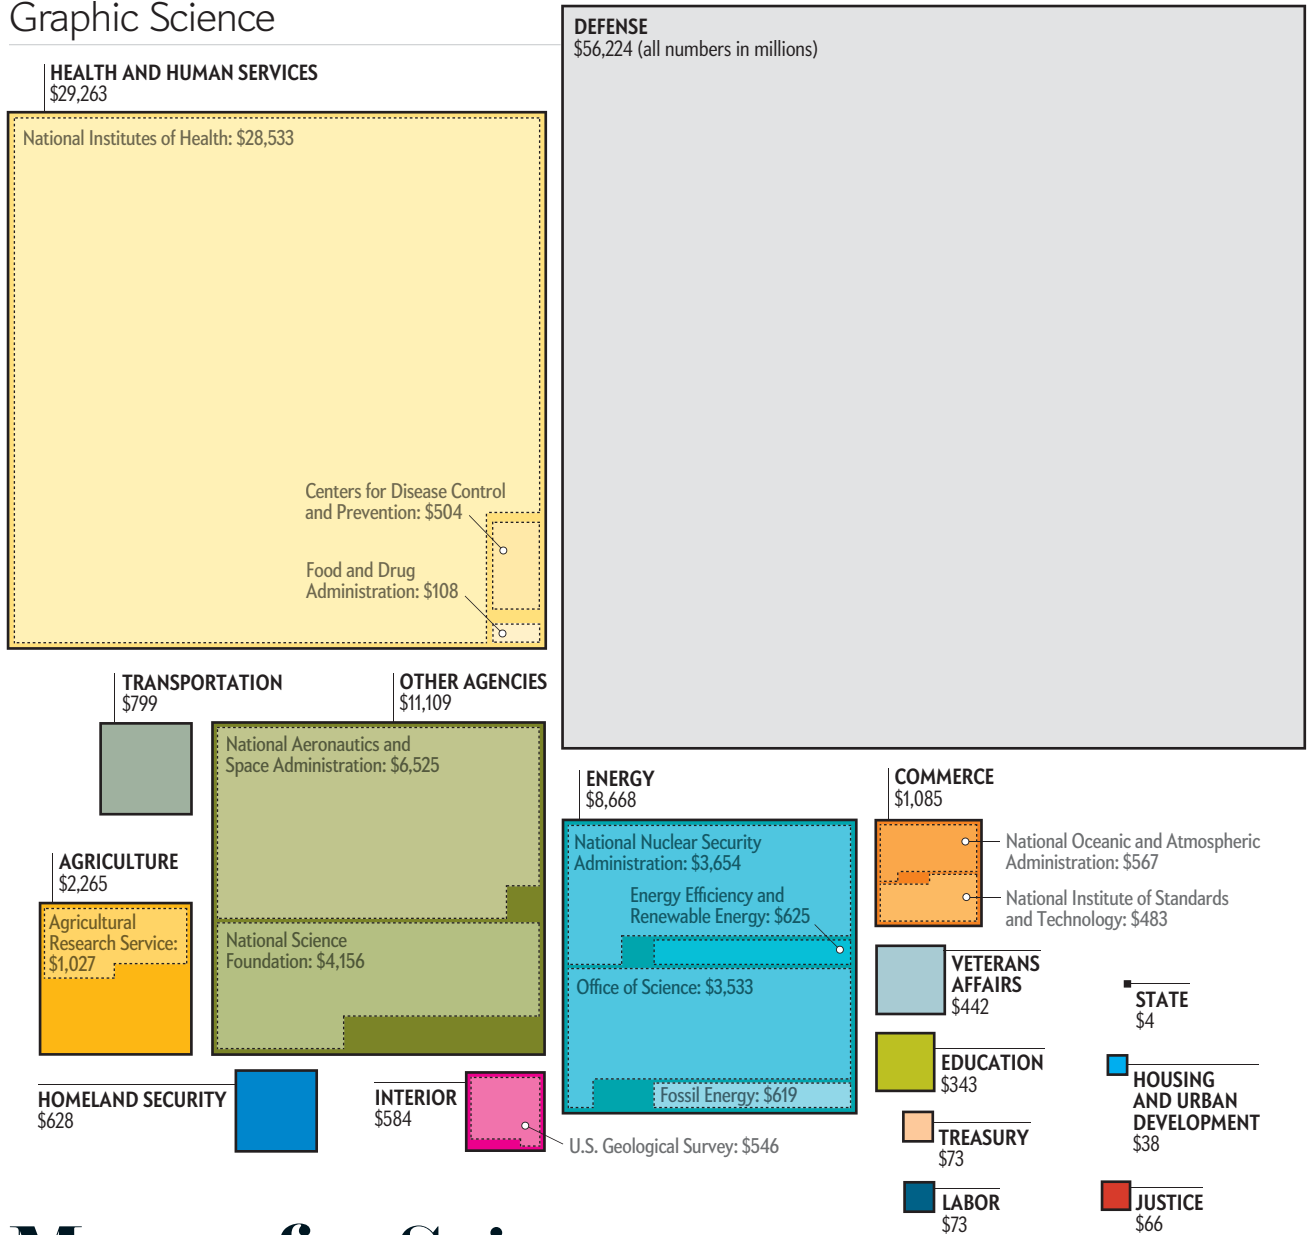 Graphic Science
DEFENSE
$56,224 (all numbers in millions)
HEALTH AND HUMAN SERVICES
$29,263
National Institutes of Health: $28,533
Centers for Disease Control
and Prevention: $504
Food and Drug
Administration: $108
TRANSPORTATION
$799
OTHER AGENCIES
$11,109
National Aeronautics and
Space Administration: $6,525
National Science
Foundation: $4,156
AGRICULTURE
$2,265
Agricultural
Research Service:
$1,027
ENERGY
$8,668
National Nuclear Security
Administration: $3,654
Energy Efficiency and
Renewable Energy: $625
Office of Science: $3,533
Fossil Energy: $619
COMMERCE
$1,085
National Oceanic and Atmospheric
Administration: $567
National Institute of Standards
and Technology: $483
VETERANS
AFFAIRS
$442
STATE
$4
EDUCATION
$343
HOUSING
AND URBAN
DEVELOPMENT
$38
TREASURY
$73
LABOR
$73
JUSTICE
$66
HOMELAND SECURITY
$628
INTERIOR
$584
U.S. Geological Survey: $546